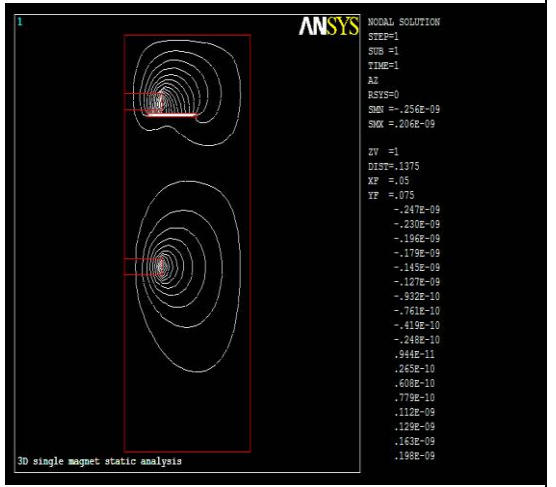 1
ANSYS
NODAL SOLUTION
STEP=1
SUB =1
TIME=1
AZ
RSYS=0
SMN =-.256E-09
SMX =.206E-09
ZV =1
DIST=.1375
XF =.05
YF =.075
-.247E-09
-.230E-09
-.196E-09
-.179E-09
-.145E-09
-.127E-09
-.932E-10
-.761E-10
-.419E-10
-.248E-10
.944E-11
.265E-10
.608E-10
.779E-10
.112E-09
.129E-09
.163E-09
.198E-09
3D single magnet static analysis